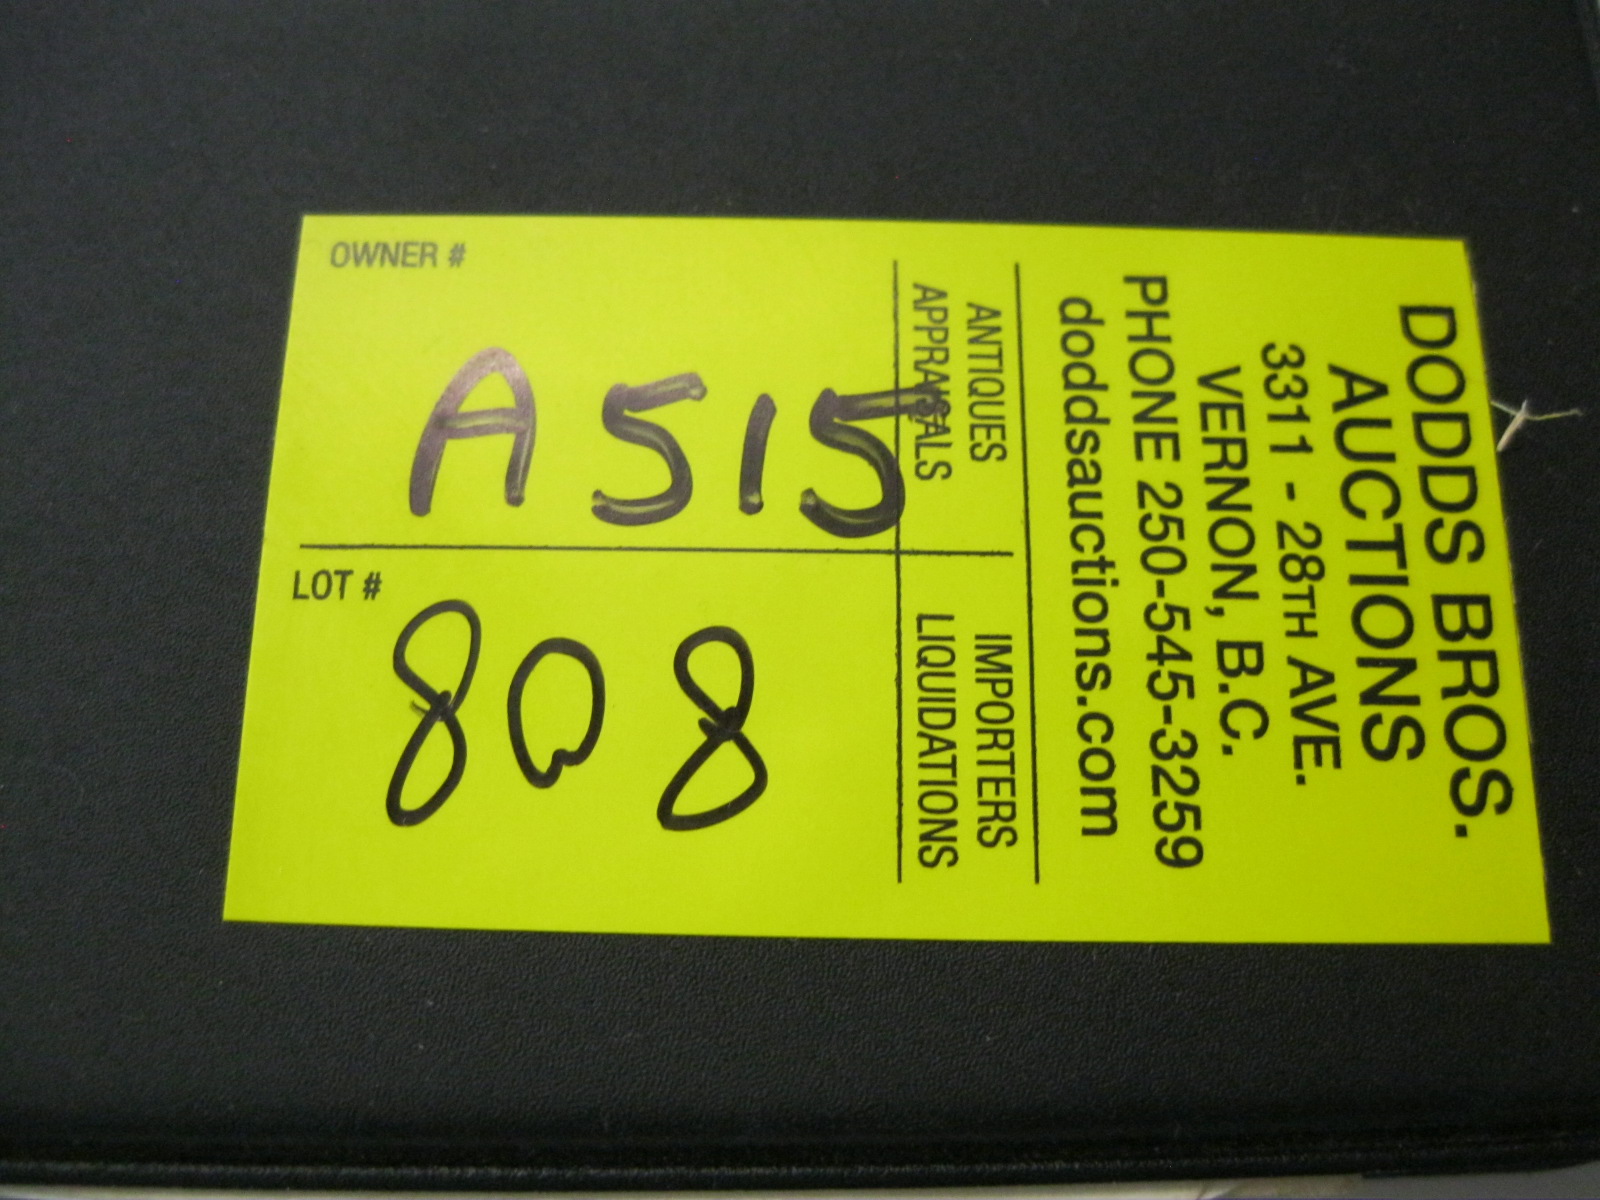 DODDS BROS.
AUCTIONS
3311 - 28TH AVE.
VERNON, B.C.
PHONE 250-545-3259
doddsauctions.com
ANTIQUES IMPORTERS
APPRAISALS LIQUIDATIONS
OWNER #
A515
LOT #
808